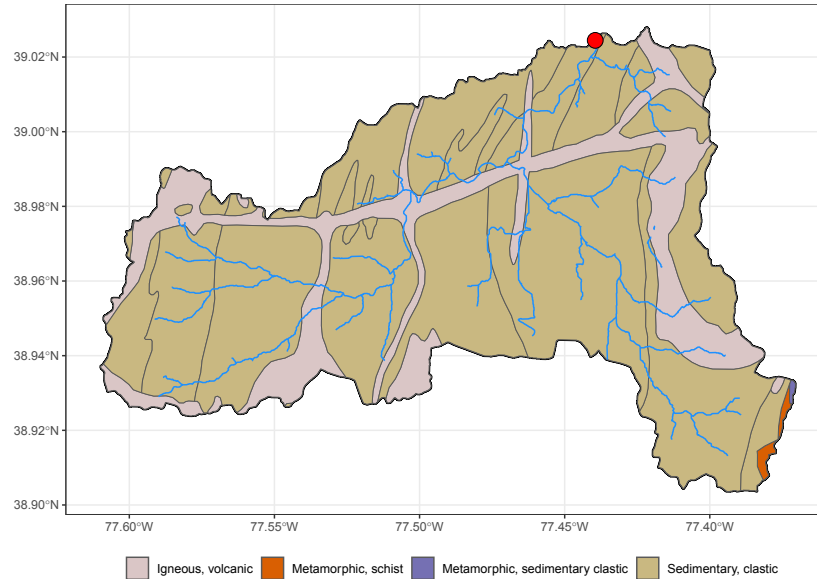 39.02°N
39.00°N
38.98°N
38.96°N
38.94°N
38.92°N
38.90°N
77.60°W 77.55°W 77.50°W 77.45°W 77.40°W
Igneous, volcanic Metamorphic, schist Metamorphic, sedimentary clastic Sedimentary, clastic